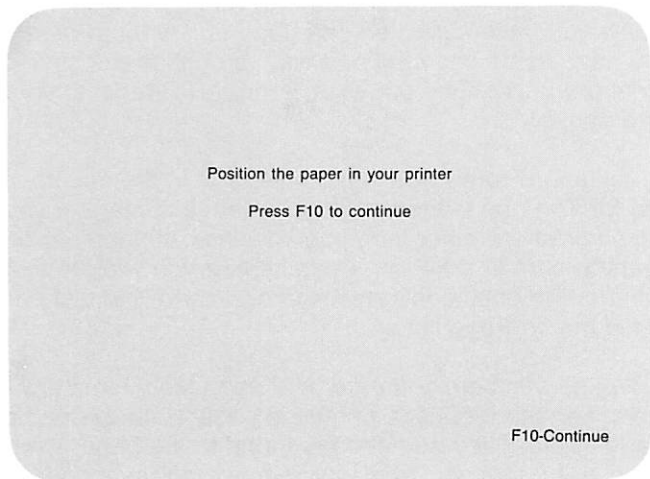 Position the paper in your printer
Press F10 to continue
F10-Continue